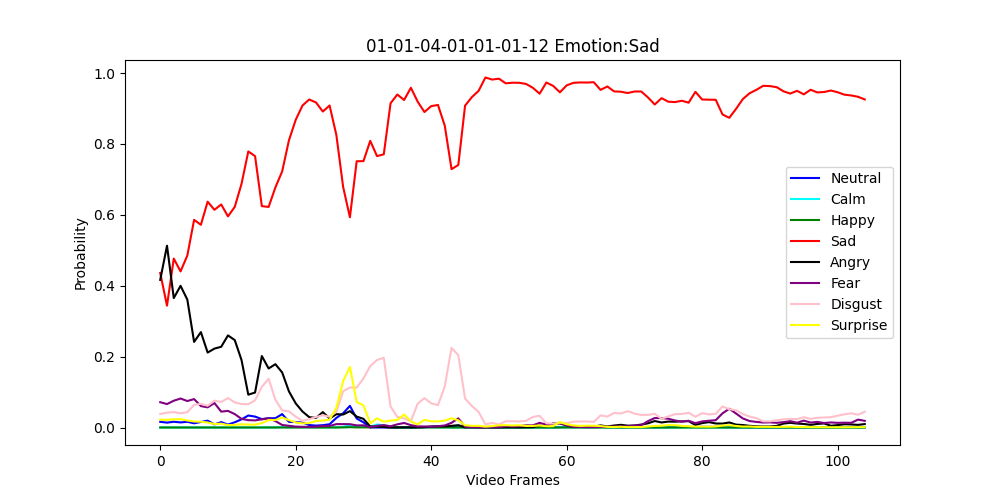 01-01-04-01-01-01-12 Emotion:Sad
1.0
0.8
0.6
0.4
0.2
0.0
Probability
0 20 40 60 80 100
Video Frames
Neutral
Calm
Happy
Sad
Angry
Fear
Disgust
Surprise